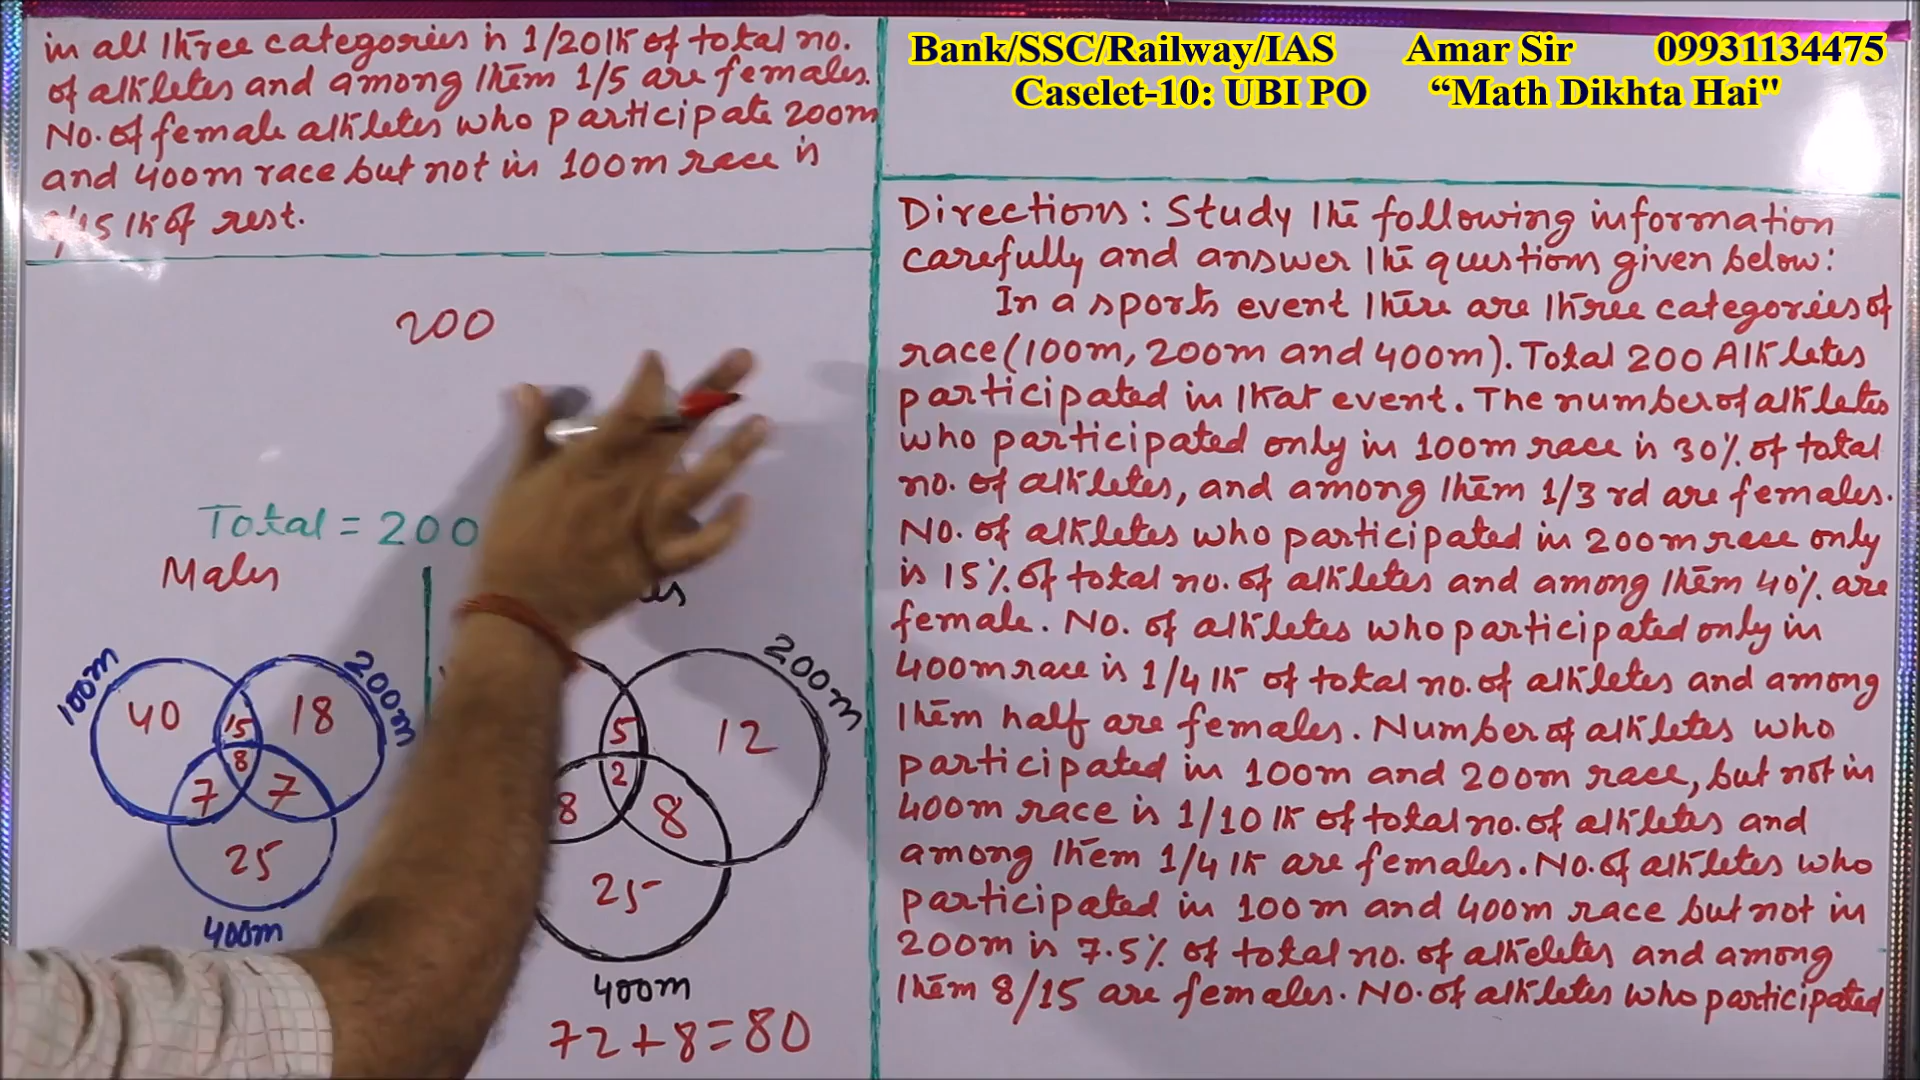 Bank/SSC/Railway/IAS Amar Sir 09931134475
Caselet-10: UBI PO “Math Dikhta Hai"
in all three categories is 1/20th of total no.
of athletes and among them 1/5 are females.
No. of female athletes who participate 200m
and 400m race but not in 100m race is
/15 th of rest.
200
Total = 200
Males
100m
200m
40
15
18
8
7
7
25
400m
les
200m
5
12
2
8
8
25
400m
72+8=80
Directions: Study the following information
carefully and answer the questions given below:
In a sports event there are three categories of
race(100m, 200m and 400m). Total 200 Athletes
participated in that event. The number of athletes
who participated only in 100m race is 30% of total
no. of athletes, and among them 1/3 rd are females.
No. of athletes who participated in 200m race only
is 15% of total no. of athletes and among them 40% are
female. No. of athletes who participated only in
400m race is 1/4 th of total no. of athletes and among
them half are females. Number of athletes who
participated in 100m and 200m race, but not in
400m race is 1/10 th of total no. of athletes and
among them 1/4 th are females. No. of athletes who
participated in 100m and 400m race but not in
200m is 7.5% of total no. of atheletes and among
them 8/15 are females. No. of athletes who participated